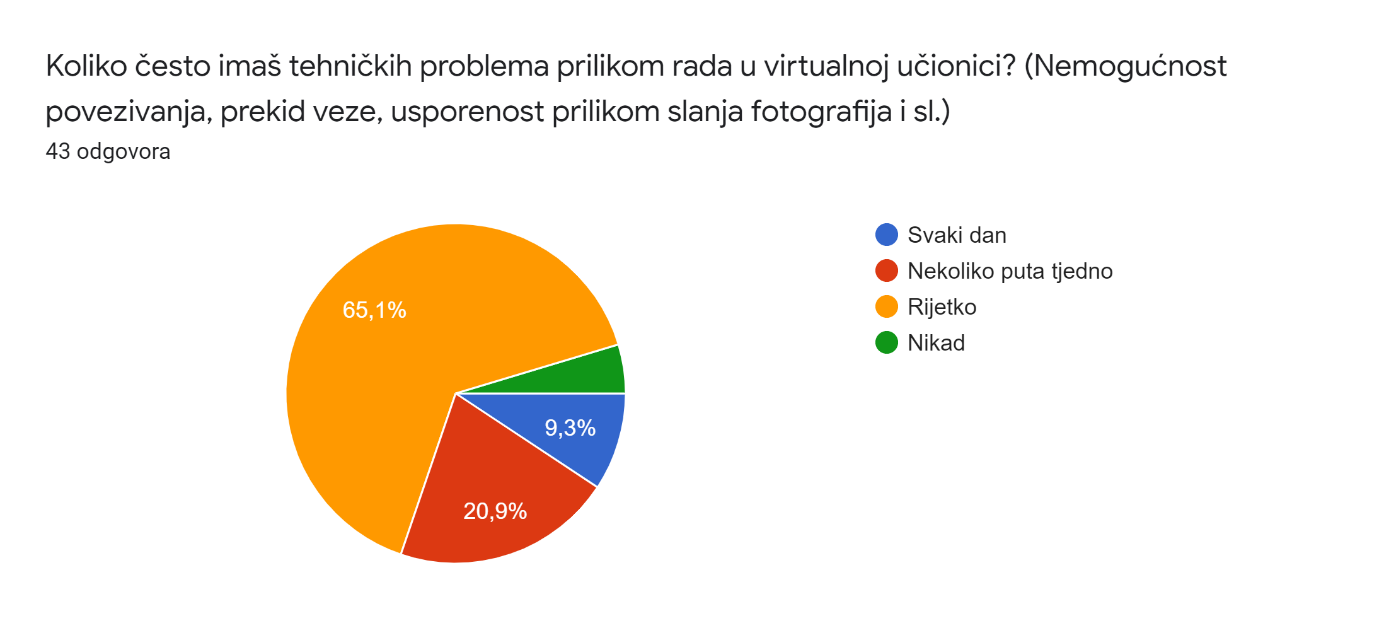 Koliko često imaš tehničkih problema prilikom rada u virtualnoj učionici? (Nemogućnost
povezivanja, prekid veze, usporenost prilikom slanja fotografija i sl.)
43 odgovora
Svaki dan
Nekoliko puta tjedno
Rijetko
Nikad
65,1%
9,3%
20,9%